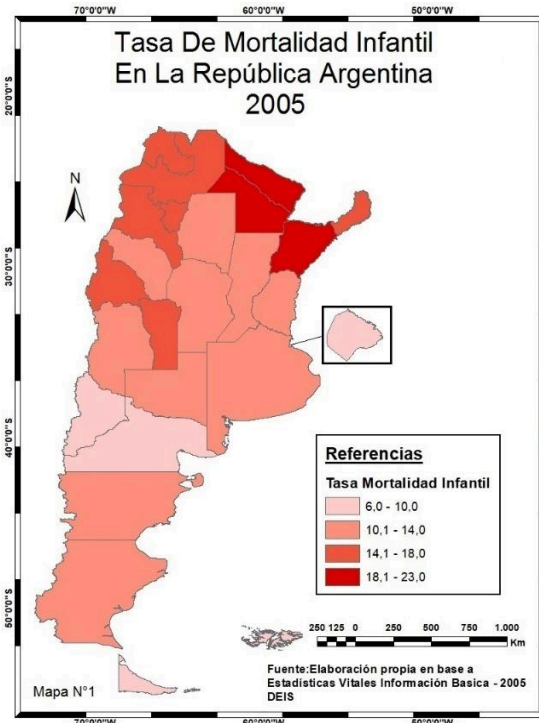 70°0'0"W 60°0'0"W 50°0'0"W
Tasa De Mortalidad Infantil
En La República Argentina
2005
20°0'0"S
N
30°0'0"S
40°0'0"S
50°0'0"S
Referencias
Tasa Mortalidad Infantil
6,0 - 10,0
10,1 - 14,0
14,1 - 18,0
18,1 - 23,0
250 125 0 250 500 750 1.000
Km
Fuente:Elaboración propia en base a
Estadísticas Vitales Información Basica - 2005
DEIS
Mapa N°1
70°0'0"W 60°0'0"W 50°0'0"W